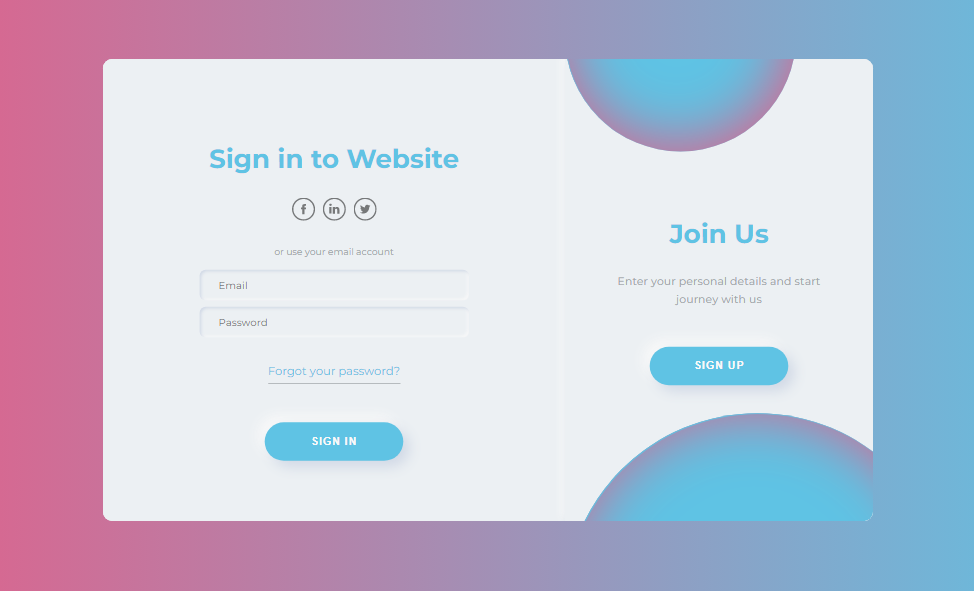 Sign in to Website
or use your email account
Email
Password
Forgot your password?
SIGN IN
Join Us
Enter your personal details and start
journey with us
SIGN UP